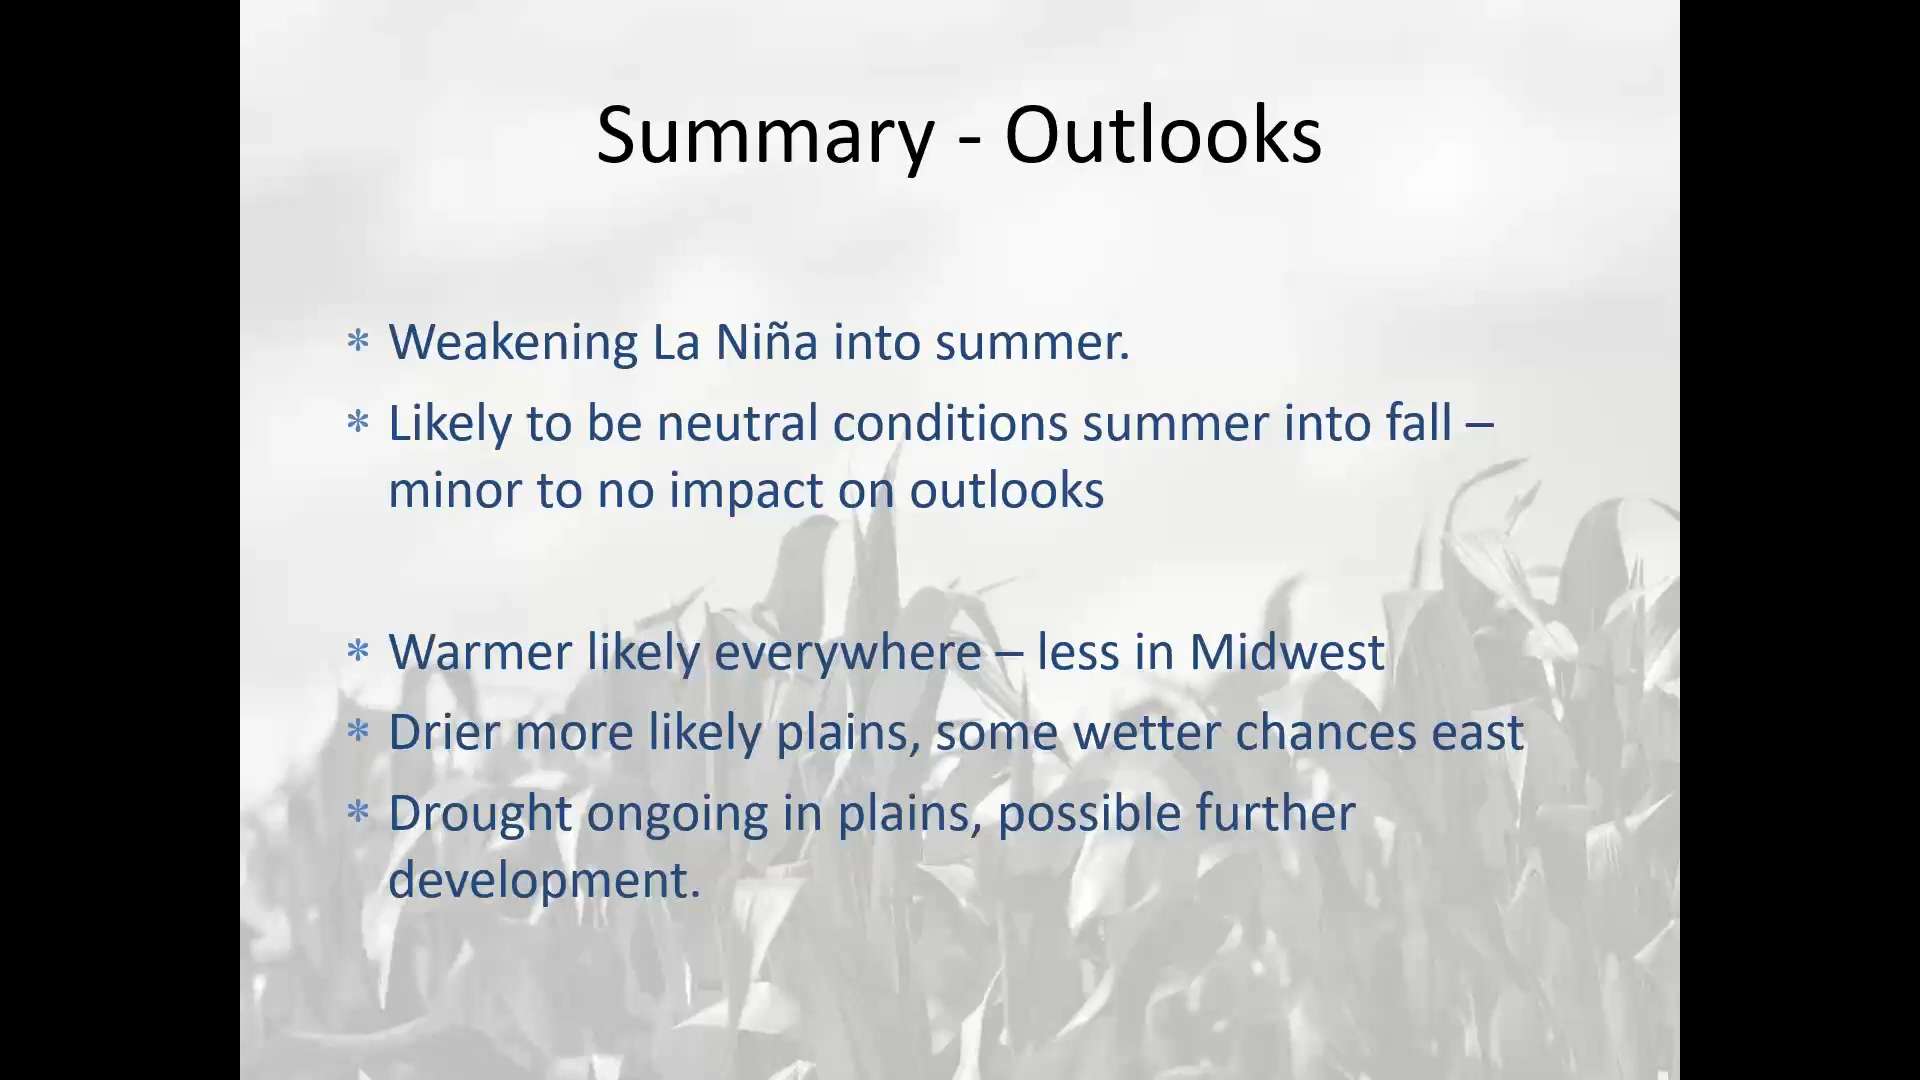 Summary - Outlooks
* Weakening La Niña into summer.
* Likely to be neutral conditions summer into fall –
minor to no impact on outlooks
* Warmer likely everywhere – less in Midwest
* Drier more likely plains, some wetter chances east
* Drought ongoing in plains, possible further
development.